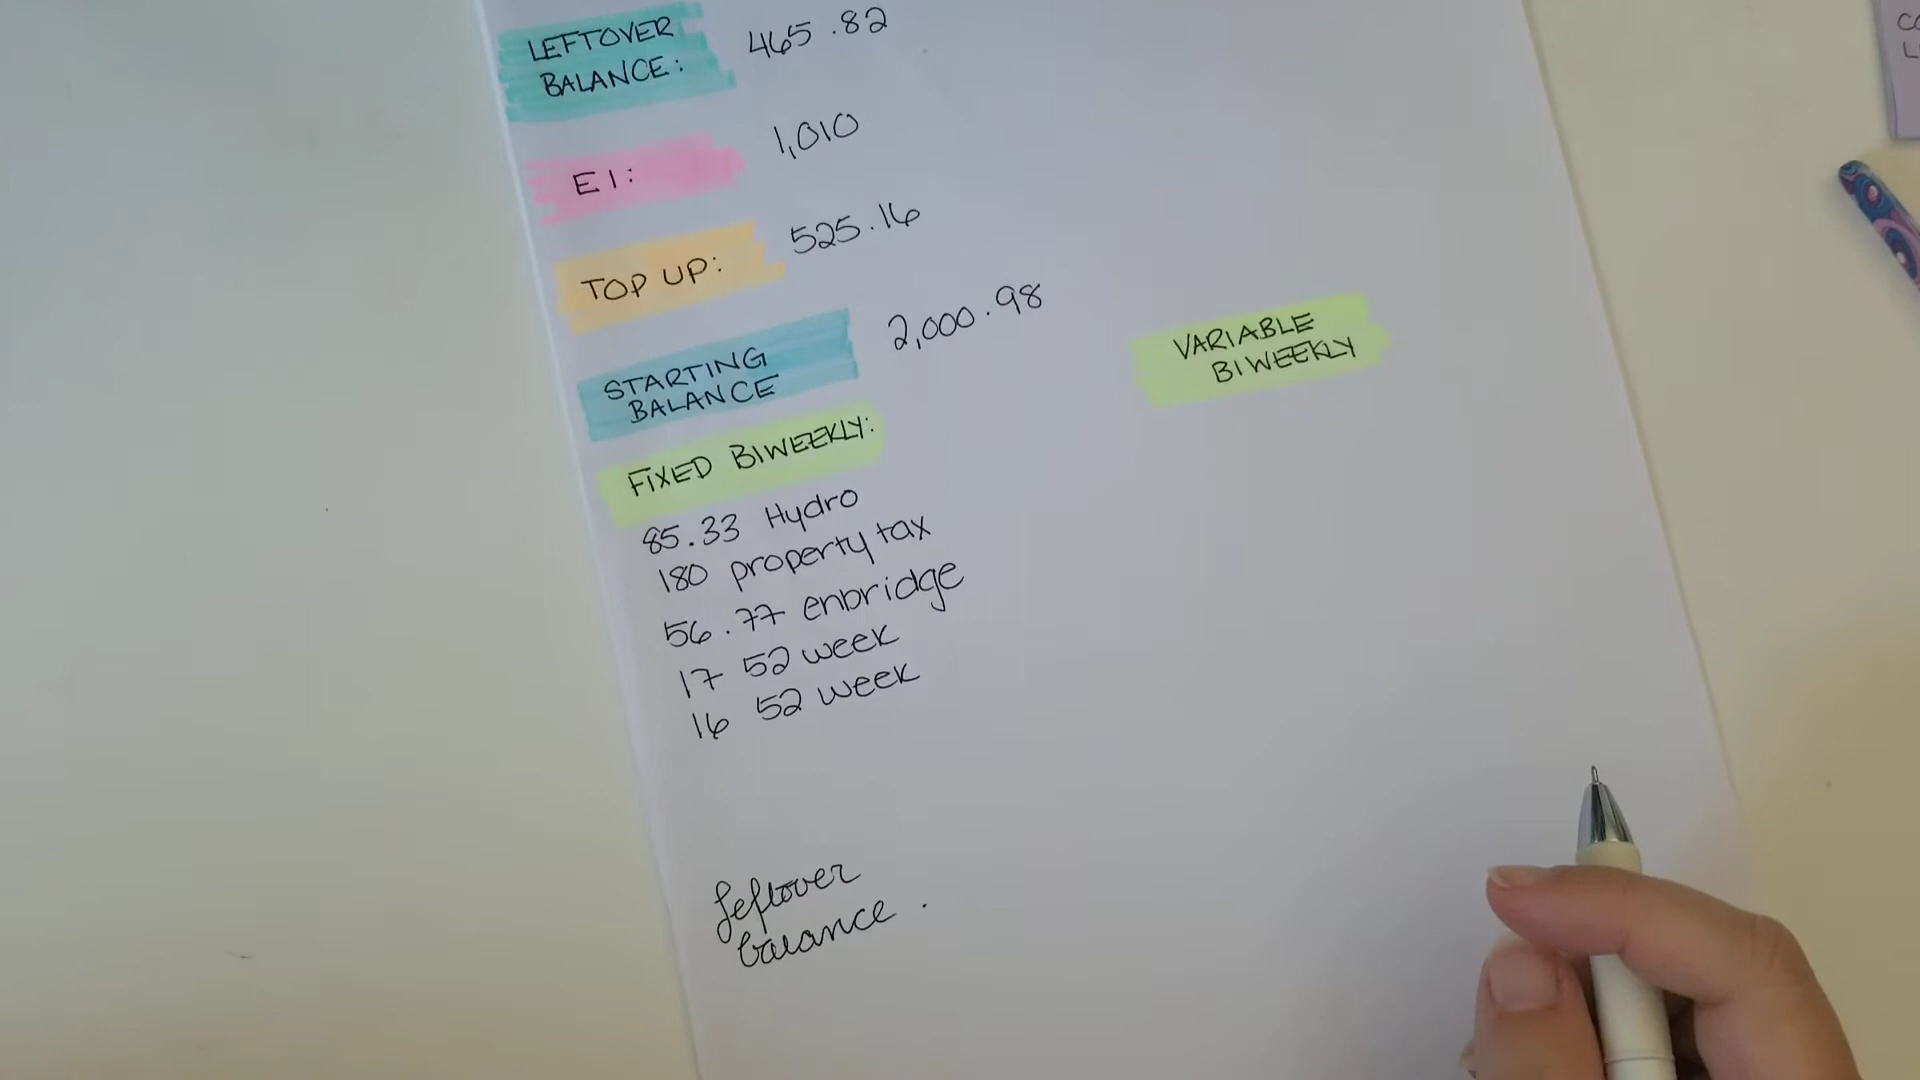 LEFTOVER
BALANCE:
465.82
EI:
1,010
TOP UP:
525.16
STARTING
BALANCE
2,000.98
FIXED BIWEEKLY:
85.33 Hydro
180 property tax
56.77 enbridge
17 52 week
16 52 week
leftover
balance.
VARIABLE
BIWEEKLY